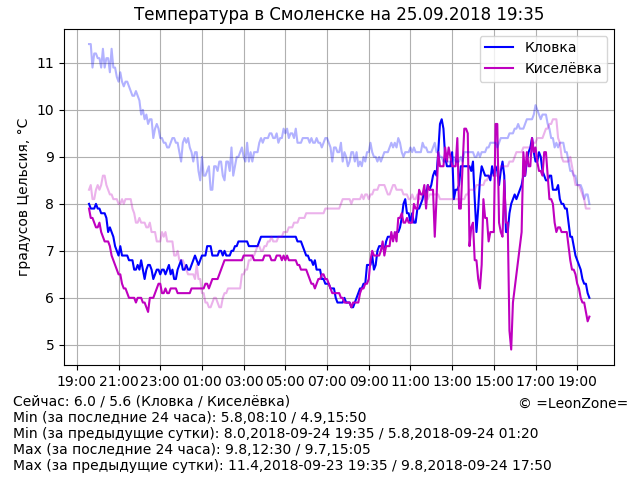 Температура в Смоленске на 25.09.2018 19:35
Кловка
Киселёвка
градусов Цельсия, °C
11
10
9
8
7
6
5
19:00 21:00 23:00 01:00 03:00 05:00 07:00 09:00 11:00 13:00 15:00 17:00 19:00
Сейчас: 6.0 / 5.6 (Кловка / Киселёвка)
© =LeonZone=
Min (за последние 24 часа): 5.8,08:10 / 4.9,15:50
Min (за предыдущие сутки): 8.0,2018-09-24 19:35 / 5.8,2018-09-24 01:20
Max (за последние 24 часа): 9.8,12:30 / 9.7,15:05
Max (за предыдущие сутки): 11.4,2018-09-23 19:35 / 9.8,2018-09-24 17:50